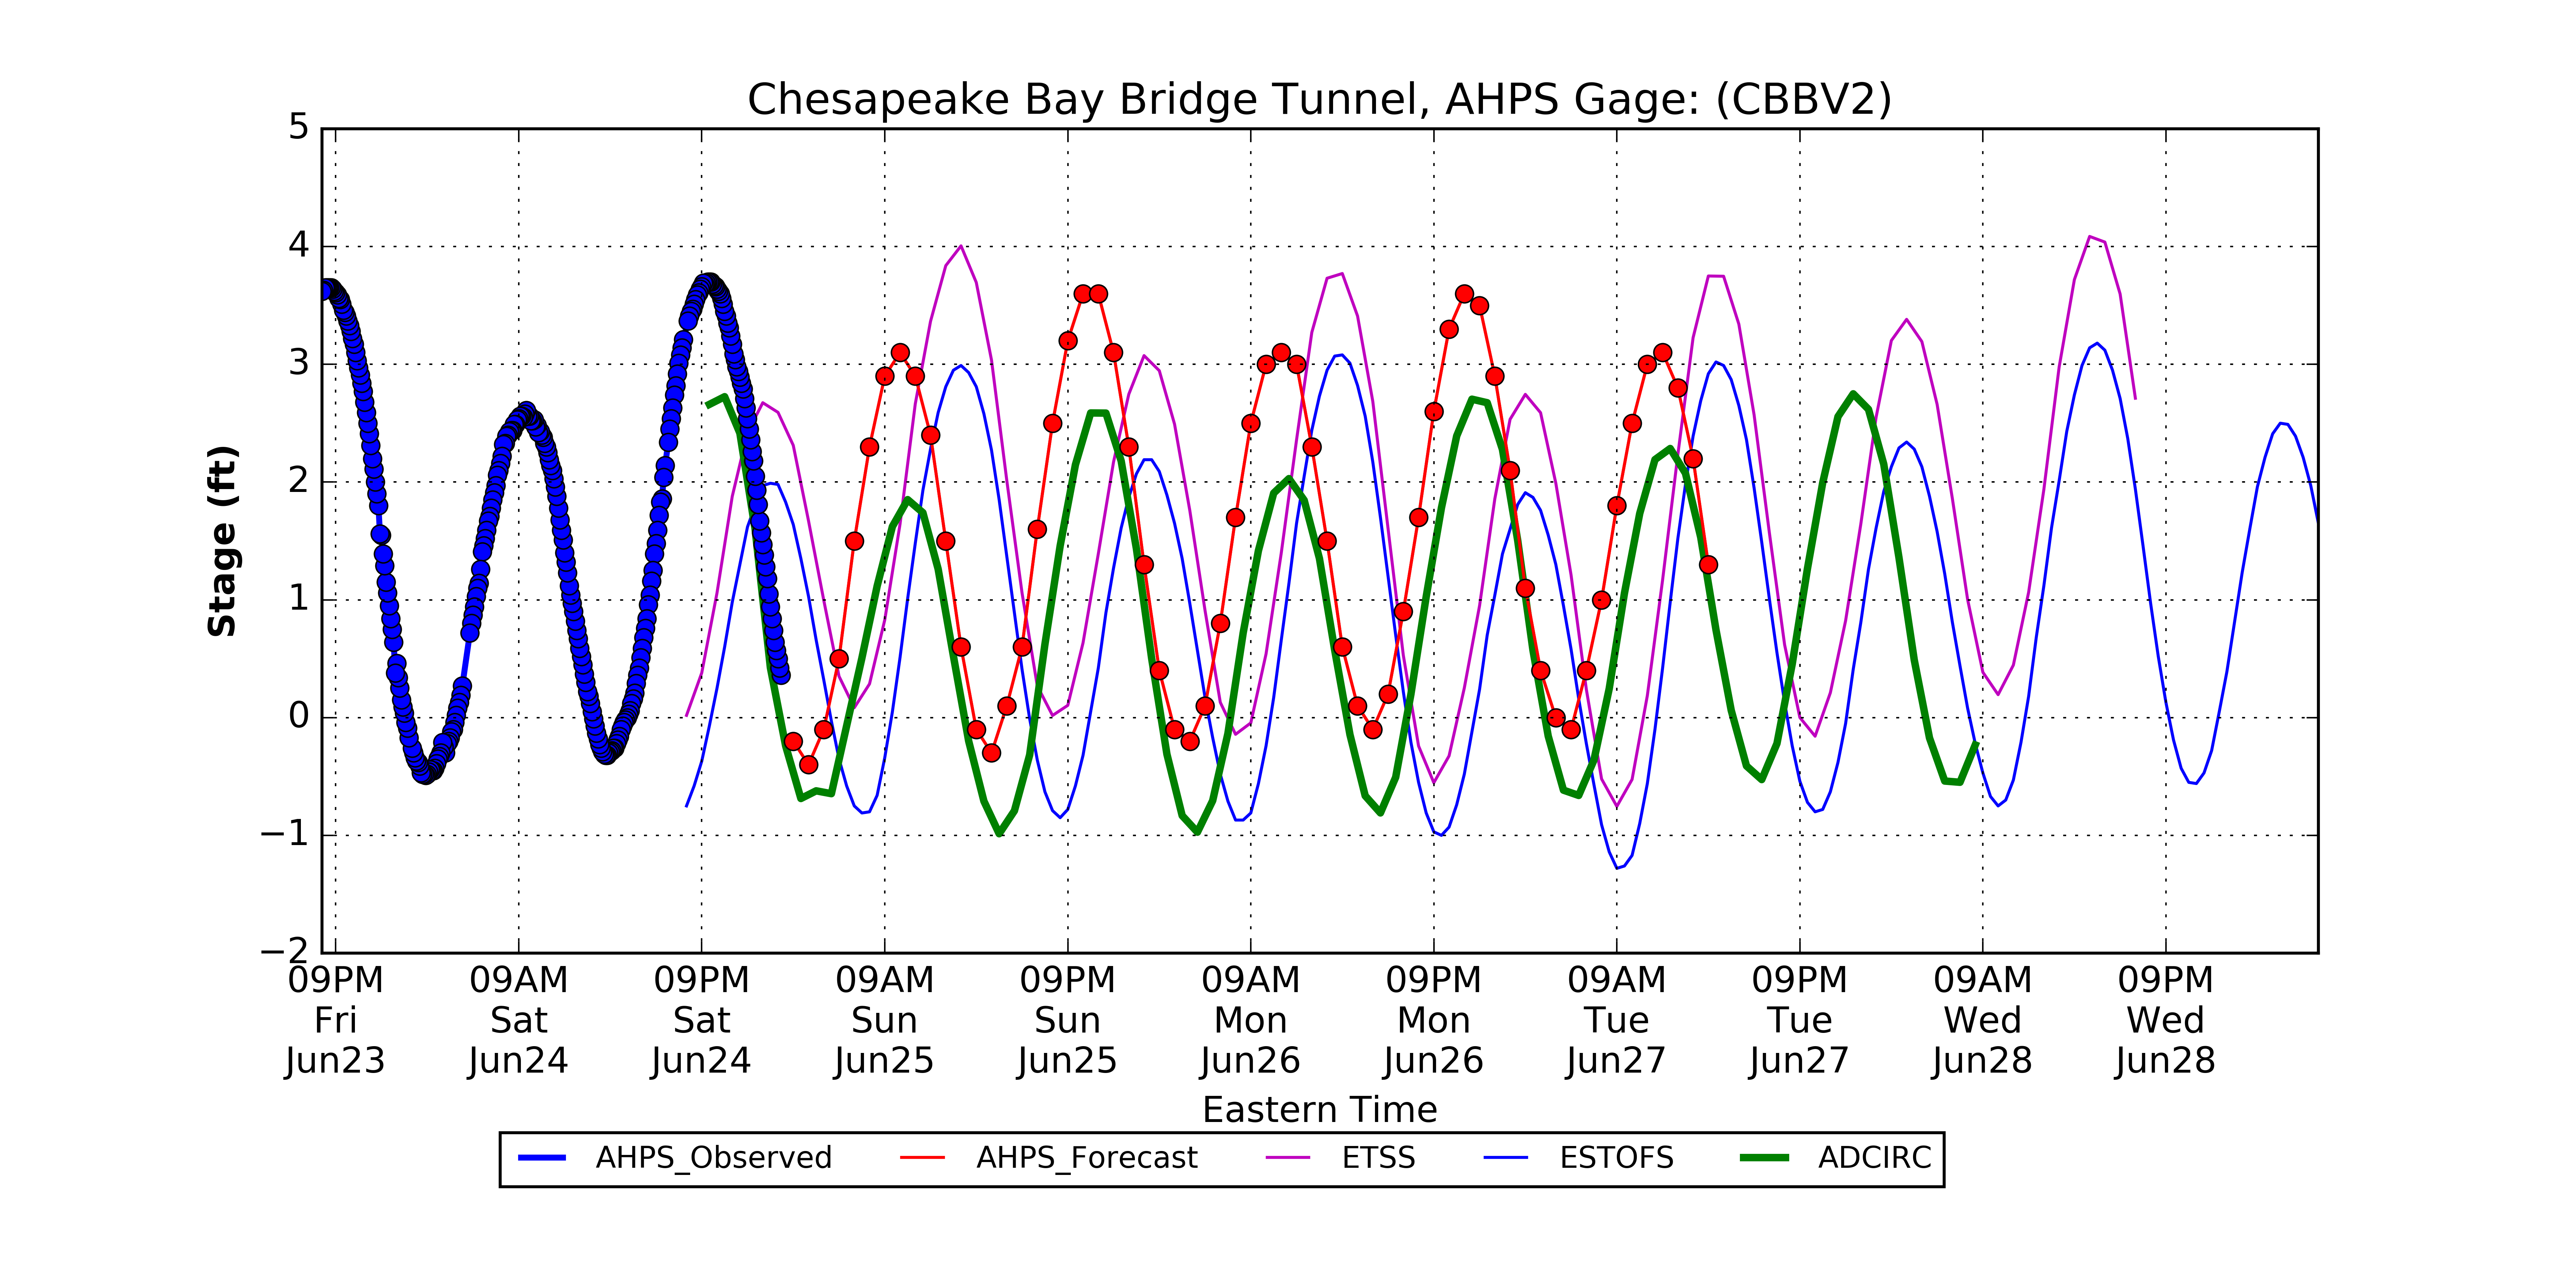 Chesapeake Bay Bridge Tunnel, AHPS Gage: (CBBV2)
5
4
3
2
1
0
−1
−2
Stage (ft)
09PM 09AM 09PM 09AM 09PM 09AM 09PM 09AM 09PM 09AM 09PM
Fri Sat Sat Sun Sun Mon Mon Tue Tue Wed Wed
Jun23 Jun24 Jun24 Jun25 Jun25 Jun26 Jun26 Jun27 Jun27 Jun28 Jun28
Eastern Time
AHPS_Observed AHPS_Forecast ETSS ESTOFS ADCIRC